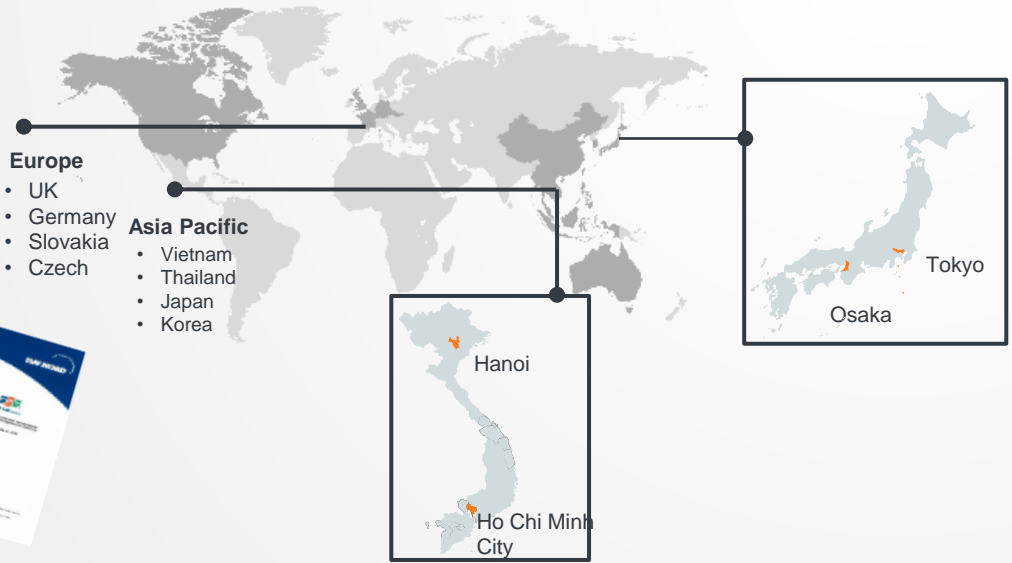 Europe
• UK
• Germany
• Slovakia
• Czech
Asia Pacific
• Vietnam
• Thailand
• Japan
• Korea
Hanoi
Ho Chi Minh
City
Tokyo
Osaka